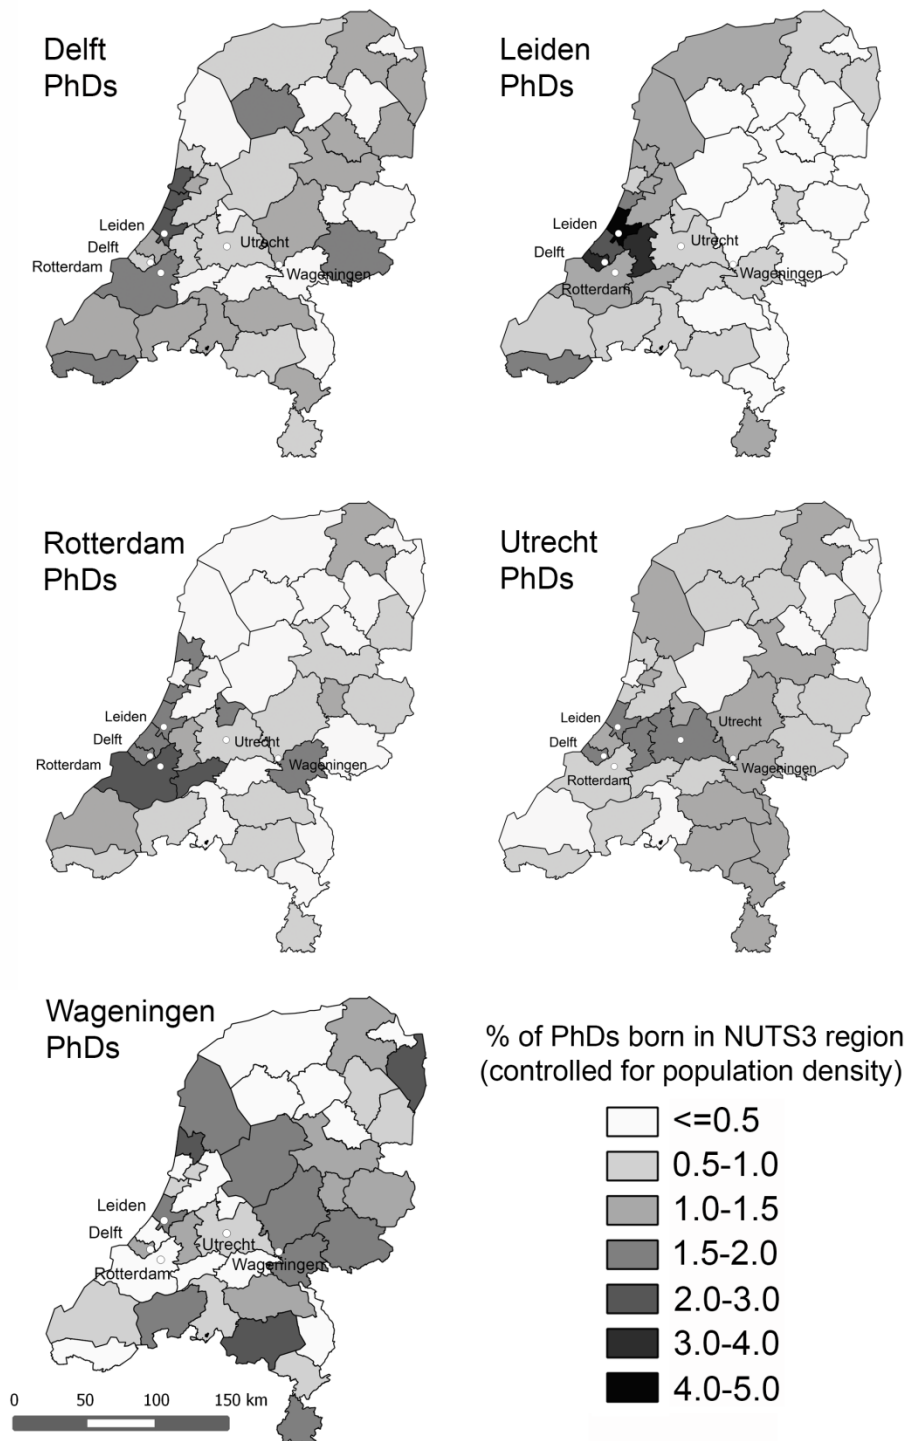 Delft
PhDs
Leiden
Delft
Rotterdam
Utrecht
Wageningen
Leiden
PhDs
Leiden
Delft
Rotterdam
Utrecht
Wageningen
Rotterdam
PhDs
Leiden
Delft
Rotterdam
Utrecht
Wageningen
Utrecht
PhDs
Leiden
Delft
Rotterdam
Utrecht
Wageningen
Wageningen
PhDs
Leiden
Delft
Rotterdam
Utrecht
Wageningen
0 50 100 150 km
% of PhDs born in NUTS3 region
(controlled for population density)
<=0.5
0.5-1.0
1.0-1.5
1.5-2.0
2.0-3.0
3.0-4.0
4.0-5.0